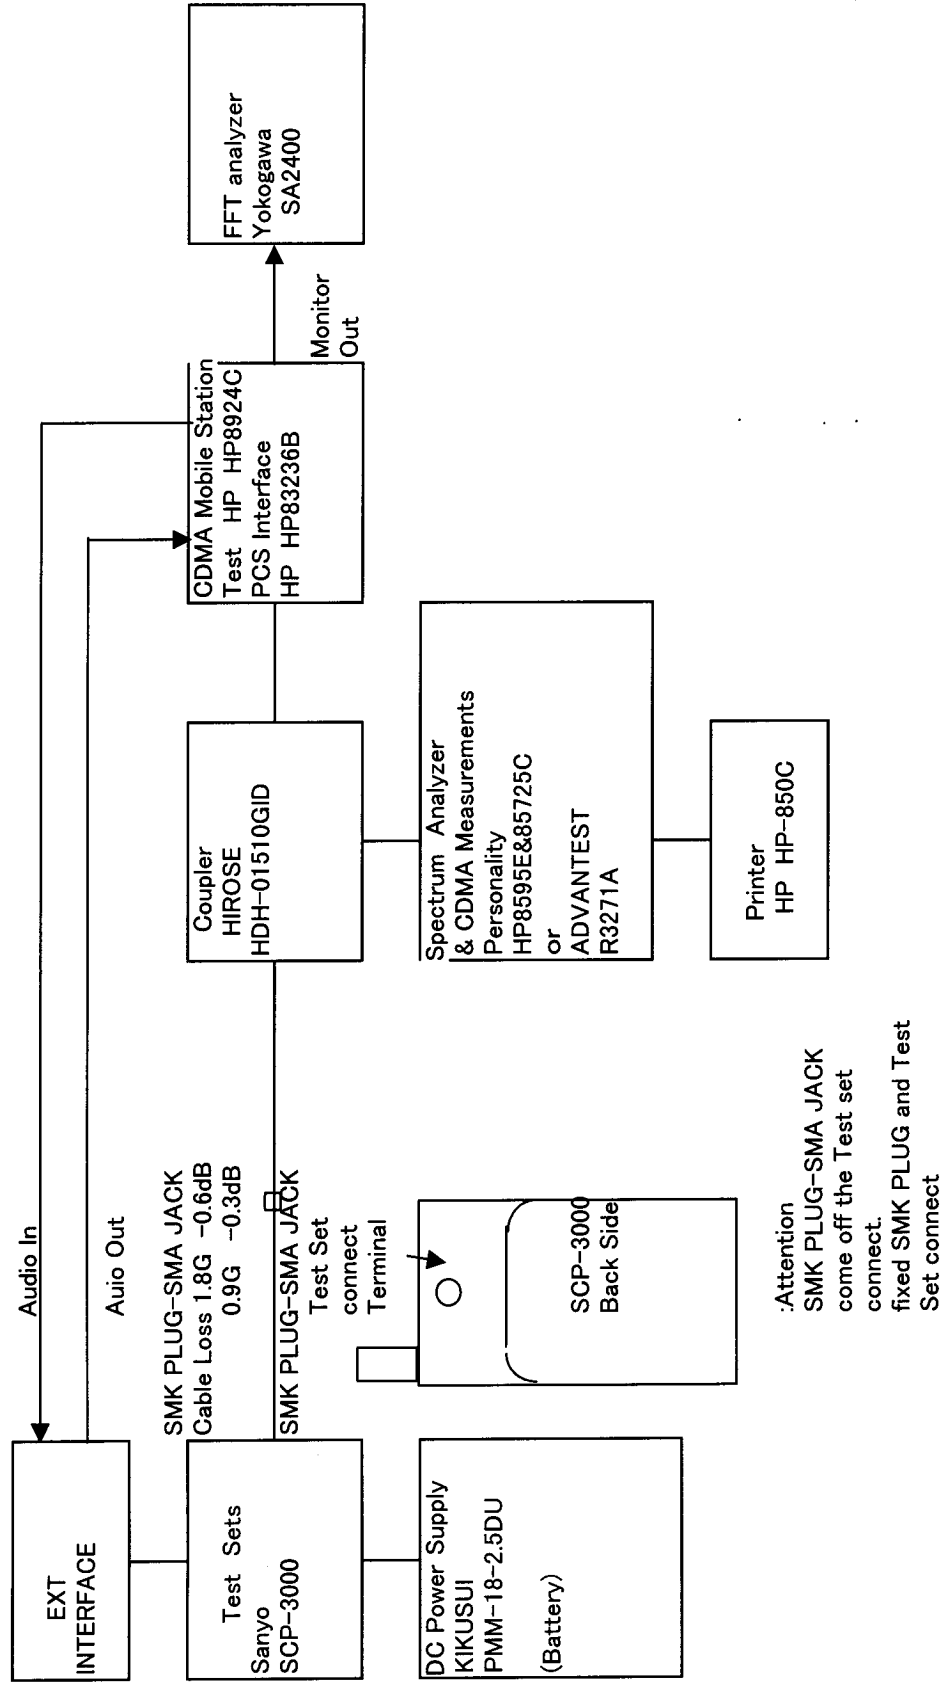 EXT
INTERFACE
Audio In
Auio Out
Test Sets
Sanyo
SCP-3000
SMK PLUG-SMA JACK
Cable Loss 1.8G -0.6dB
0.9G -0.3dB
SMK PLUG-SMA JACK
Test Set
connect
Terminal
Coupler
HIROSE
HDH-01510GID
CDMA Mobile Station
Test HP HP8924C
PCS Interface
HP HP83236B
Monitor
Out
FFT analyzer
Yokogawa
SA2400
DC Power Supply
KIKUSUI
PMM-18-2.5DU
(Battery)
SCP-3000
Back Side
Spectrum Analyzer
& CDMA Measurements
Personality
HP8595E&85725C
or
ADVANTEST
R3271A
Printer
HP HP-850C
:Attention
SMK PLUG-SMA JACK
come off the Test set
connect.
fixed SMK PLUG and Test
Set connect